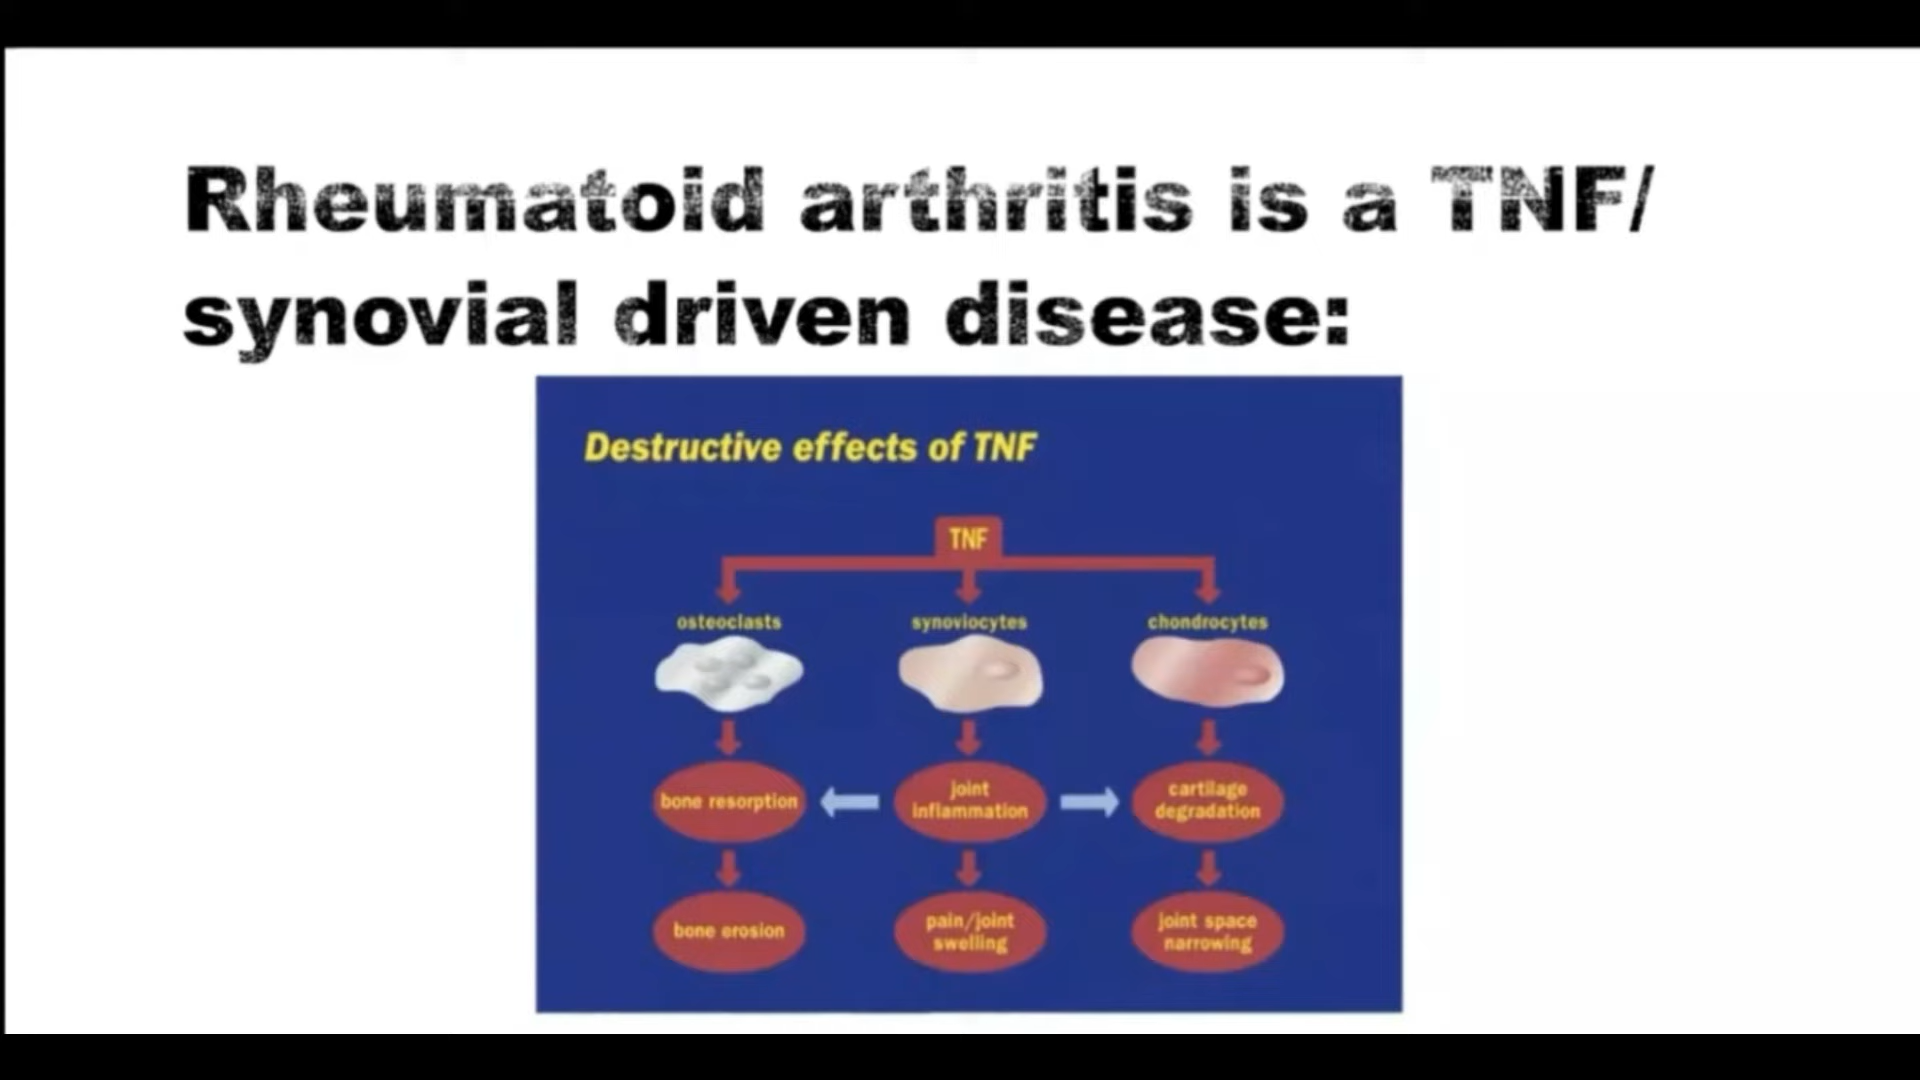 Rheumatoid arthritis is a TNF/
synovial driven disease:
Destructive effects of TNF
TNF
osteoclasts
synoviocytes
chondrocytes
bone resorption
joint
inflammation
cartilage
degradation
bone erosion
pain/joint
swelling
joint space
narrowing